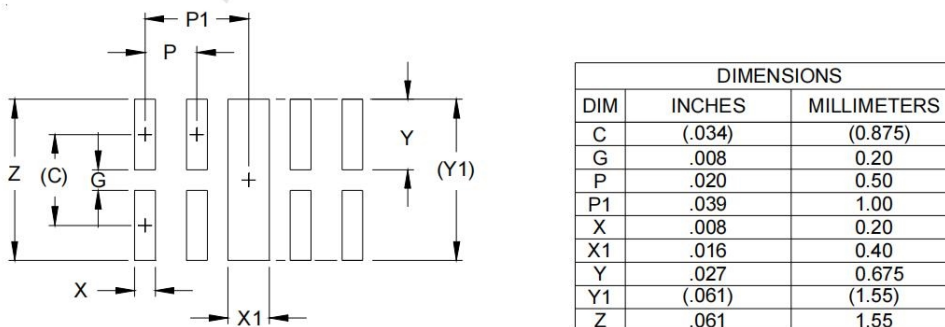 P1
P
Z
(C)
G
Y
(Y1)
X
X1
DIMENSIONS
DIM INCHES MILLIMETERS
C (.034) (0.875)
G .008 0.20
P .020 0.50
P1 .039 1.00
X .008 0.20
X1 .016 0.40
Y .027 0.675
Y1 (.061) (1.55)
Z .061 1.55